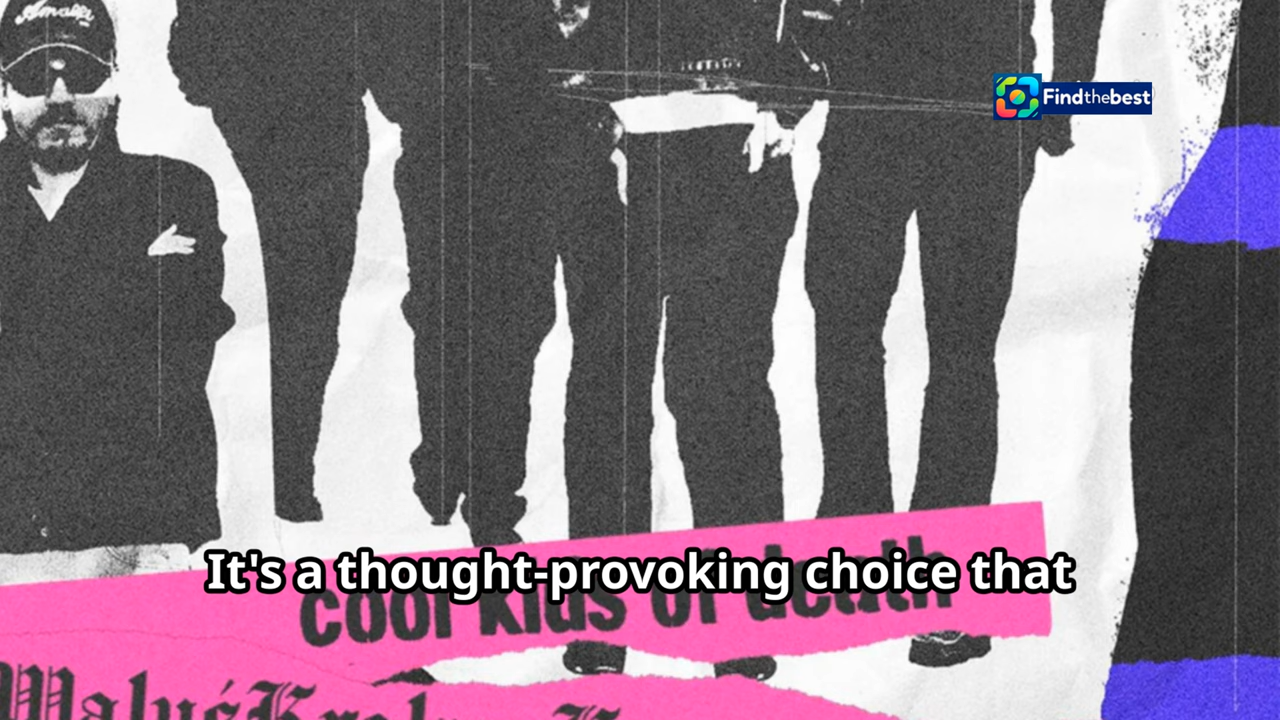 Amalfi
Findthebest
It's a thought-provoking choice that
cool kids of death